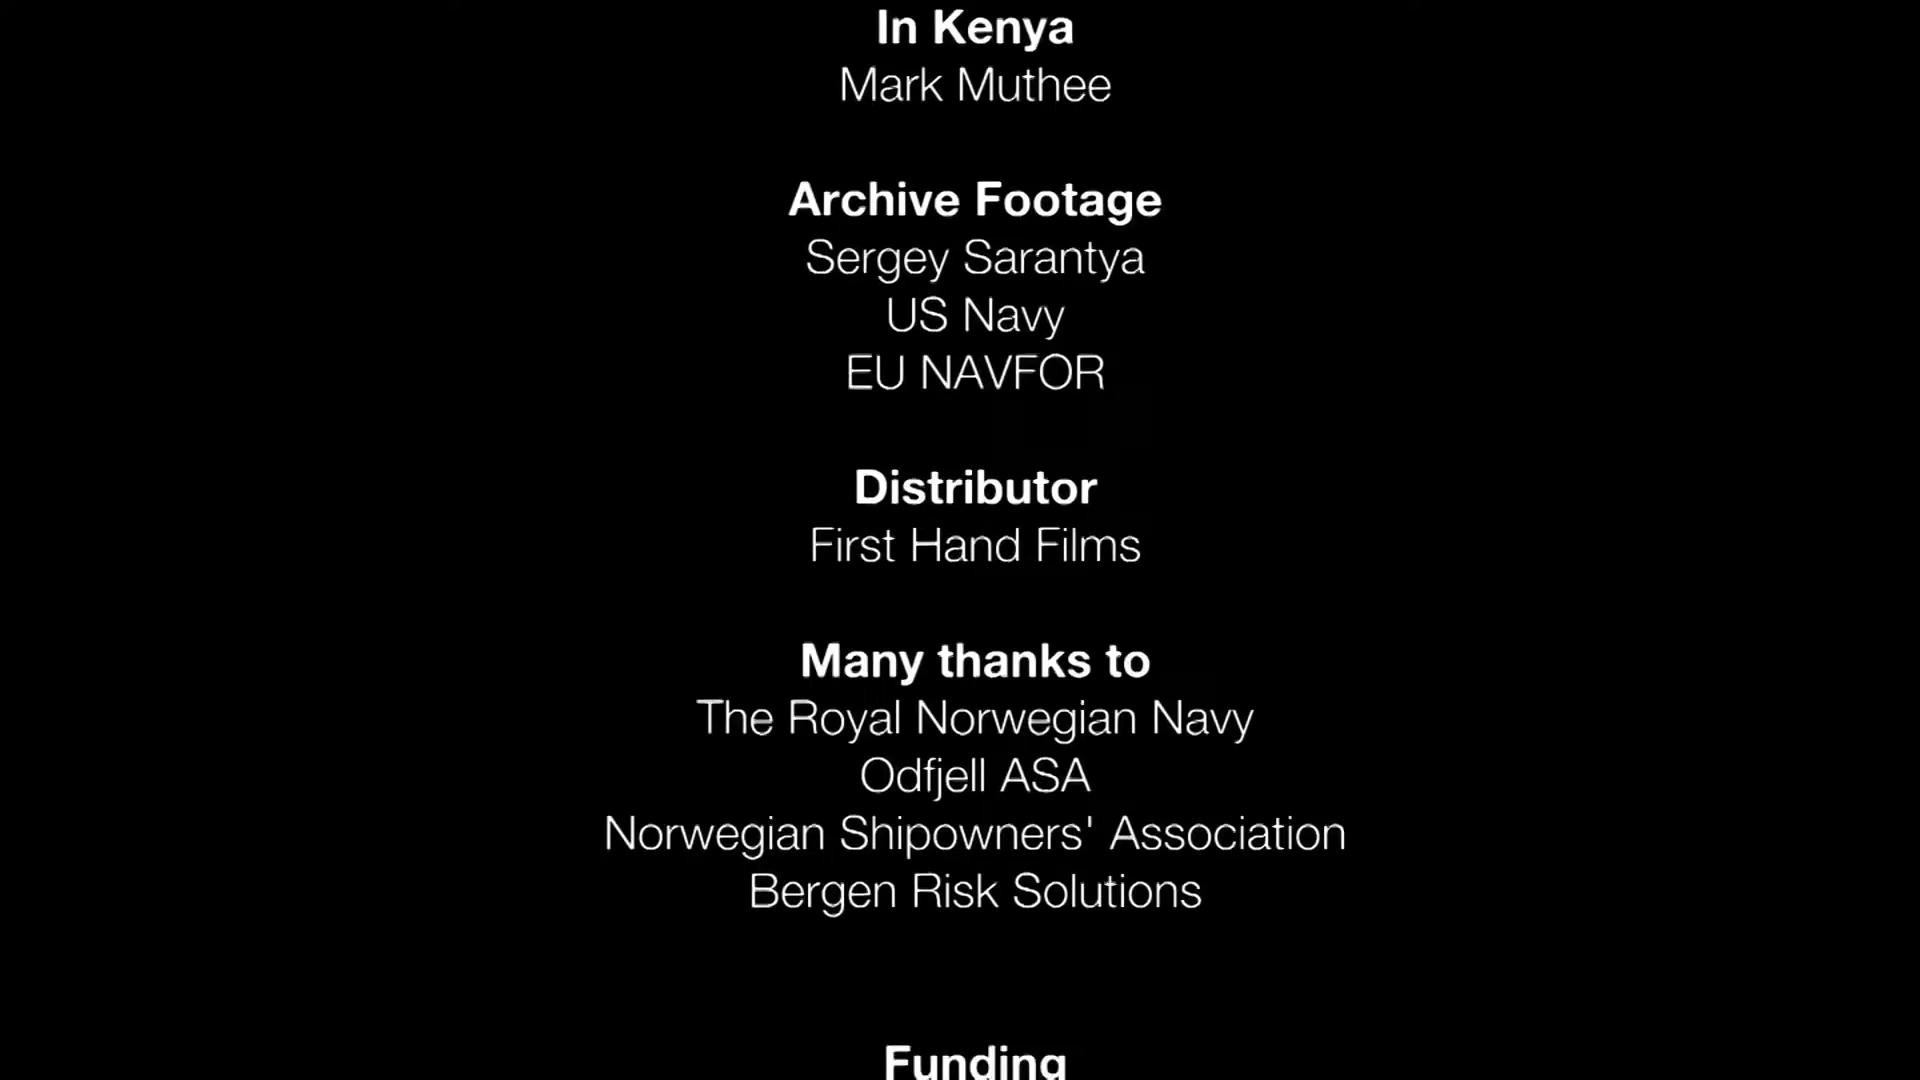 In Kenya
Mark Muthee
Archive Footage
Sergey Sarantya
US Navy
EU NAVFOR
Distributor
First Hand Films
Many thanks to
The Royal Norwegian Navy
Odfjell ASA
Norwegian Shipowners' Association
Bergen Risk Solutions
Funding